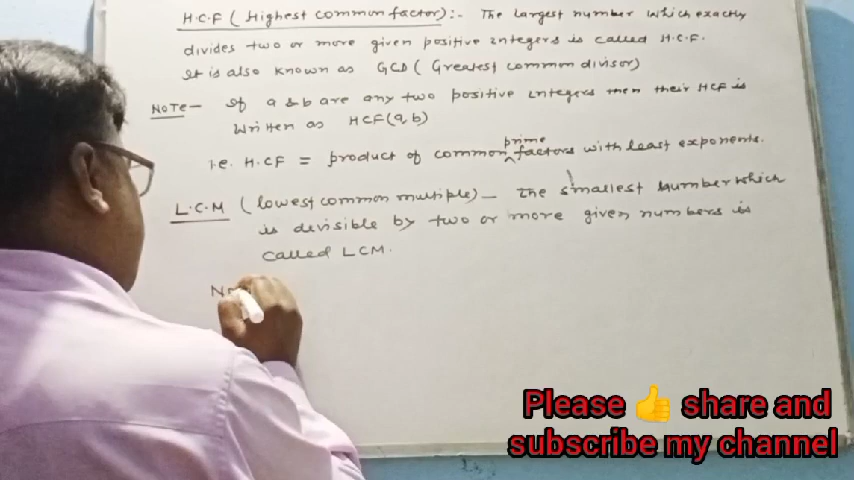 H.C.F (Highest common factor):- The largest number which exactly
divides two or more given positive integers is called H.C.F.
It is also known as GCD (Greatest common divisor)
NOTE- If a & b are any two positive integers then their HCF is
written as HCF(a,b)
i.e. H.C.F = product of common prime factors with least exponents.
L.C.M (lowest common multiple) - The smallest number which
is devisible by two or more given numbers is
called LCM.
Please 👍 share and
subscribe my channel